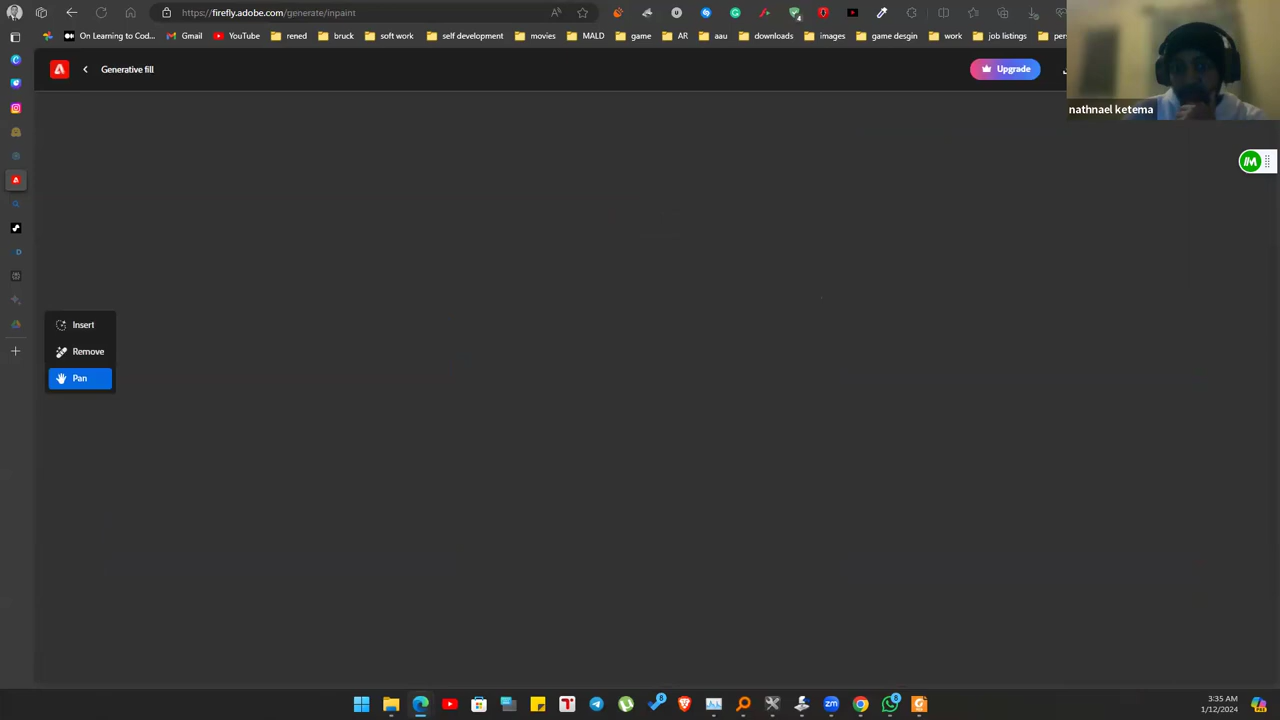 https://firefly.adobe.com/generate/inpaint
On Learning to Cod... Gmail YouTube rened bruck soft work self development movies MALD game AR aau downloads images game desgin work job listings per
Generative fill
Upgrade
nathnael ketema
Insert
Remove
Pan
3:35 AM
1/12/2024